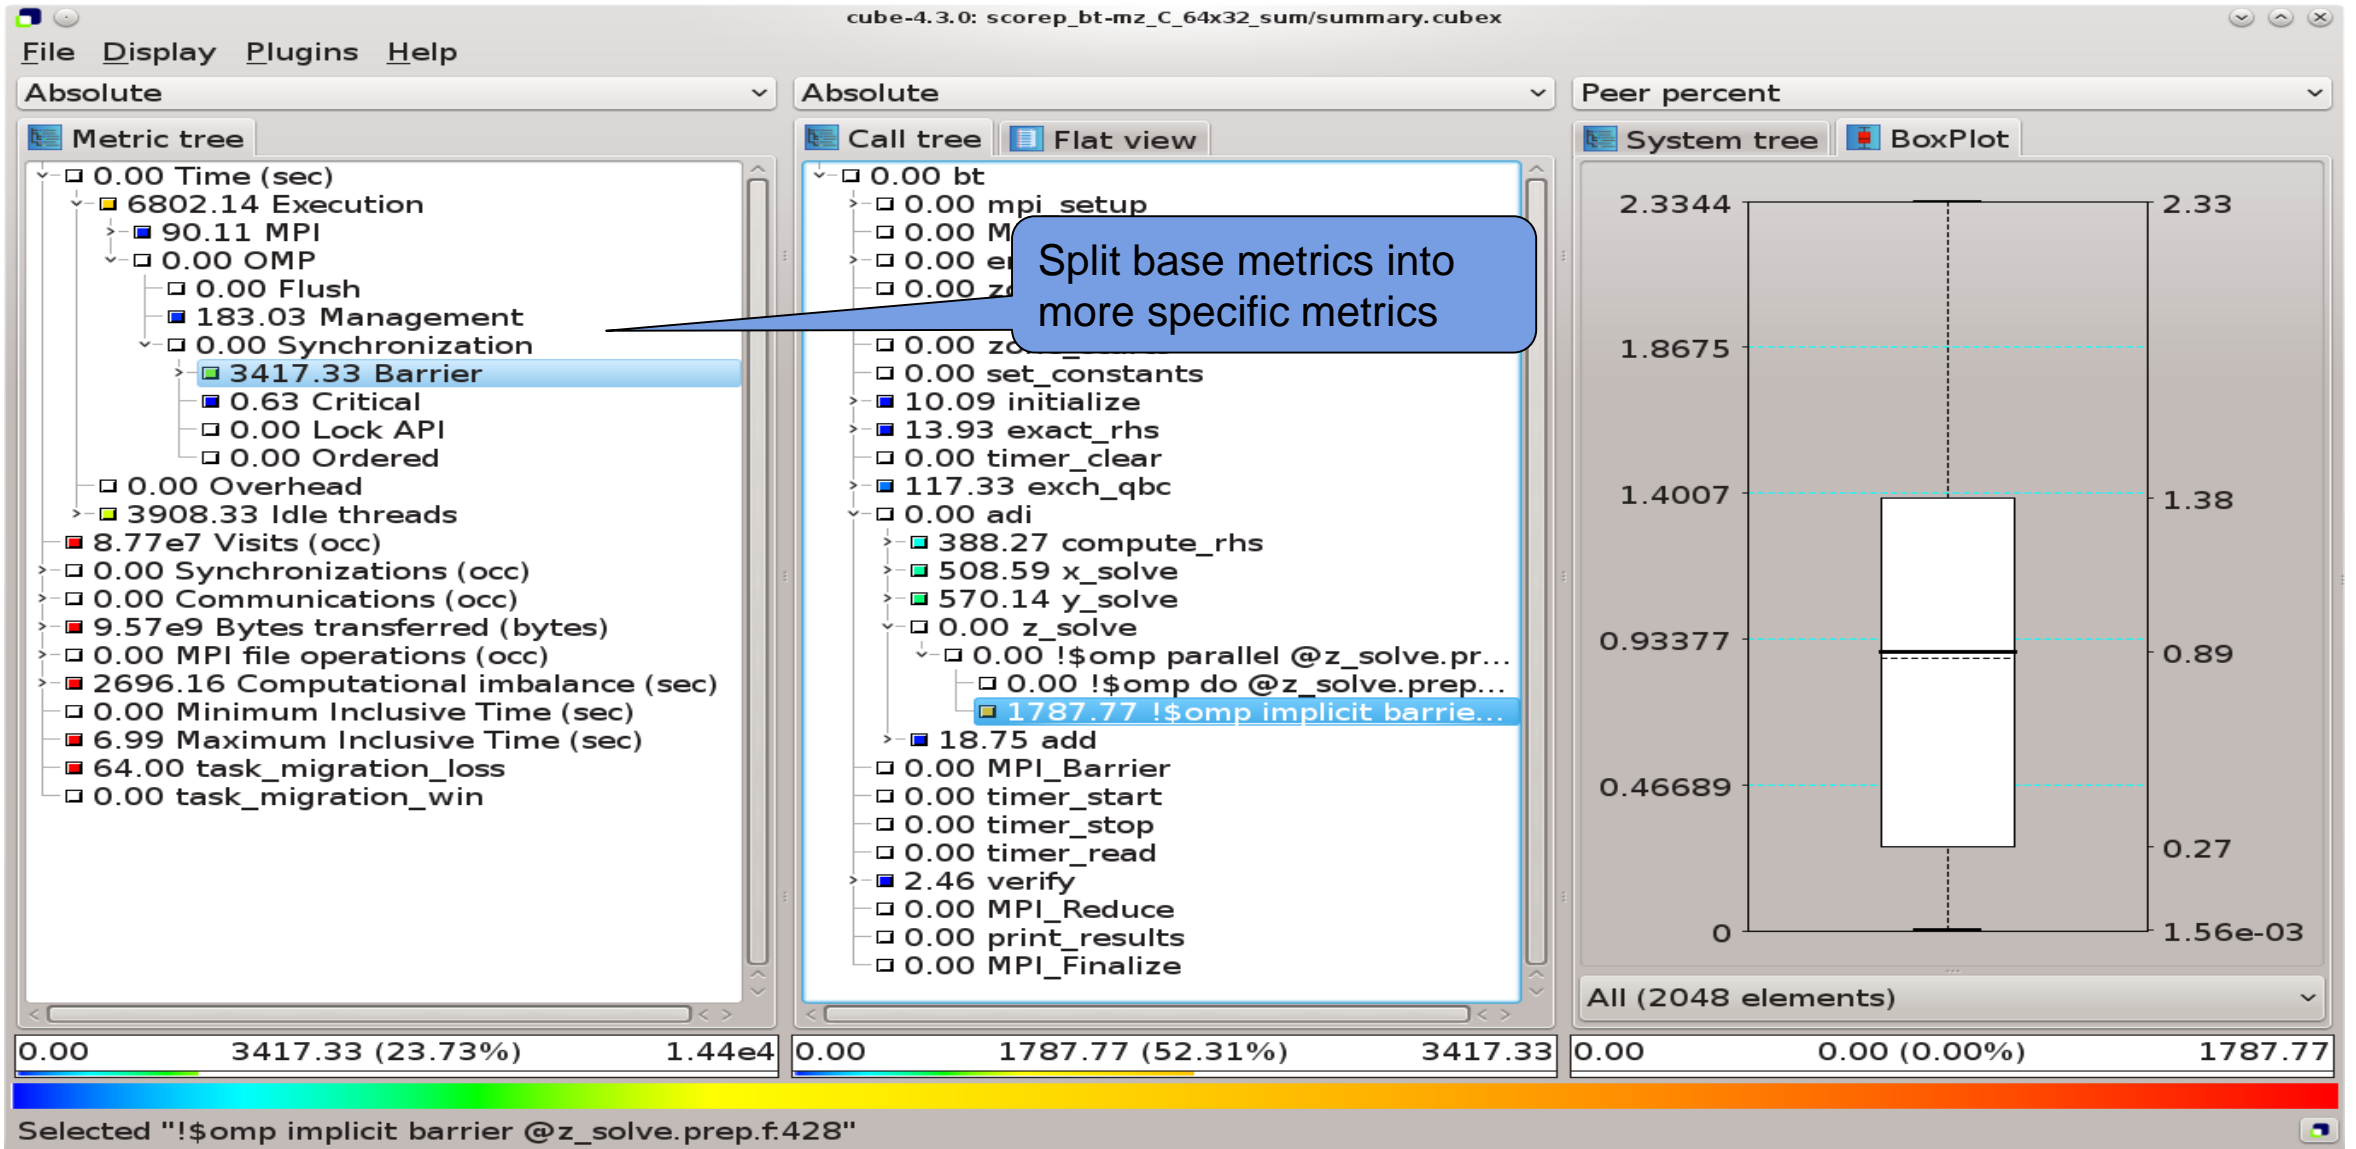 cube-4.3.0: scorep_bt-mz_C_64x32_sum/summary.cubex
File Display Plugins Help
Absolute
Metric tree
0.00 Time (sec)
6802.14 Execution
90.11 MPI
0.00 OMP
0.00 Flush
183.03 Management
0.00 Synchronization
3417.33 Barrier
0.63 Critical
0.00 Lock API
0.00 Ordered
0.00 Overhead
3908.33 Idle threads
8.77e7 Visits (occ)
0.00 Synchronizations (occ)
0.00 Communications (occ)
9.57e9 Bytes transferred (bytes)
0.00 MPI file operations (occ)
2696.16 Computational imbalance (sec)
0.00 Minimum Inclusive Time (sec)
6.99 Maximum Inclusive Time (sec)
64.00 task_migration_loss
0.00 task_migration_win
0.00 3417.33 (23.73%) 1.44e4
Absolute
Call tree Flat view
0.00 bt
0.00 mpi_setup
0.00
0.00
0.00
Split base metrics into
more specific metrics
0.00
0.00 set_constants
10.09 initialize
13.93 exact_rhs
0.00 timer_clear
117.33 exch_qbc
0.00 adi
388.27 compute_rhs
508.59 x_solve
570.14 y_solve
0.00 z_solve
0.00 !$omp parallel @z_solve.pr...
0.00 !$omp do @z_solve.prep...
1787.77 !$omp implicit barrie...
18.75 add
0.00 MPI_Barrier
0.00 timer_start
0.00 timer_stop
0.00 timer_read
2.46 verify
0.00 MPI_Reduce
0.00 print_results
0.00 MPI_Finalize
0.00 1787.77 (52.31%) 3417.33
Peer percent
System tree BoxPlot
2.3344 2.33
1.8675
1.4007 1.38
0.93377 0.89
0.46689
0.27
0 1.56e-03
All (2048 elements)
0.00 0.00 (0.00%) 1787.77
Selected "!$omp implicit barrier @z_solve.prep.f:428"